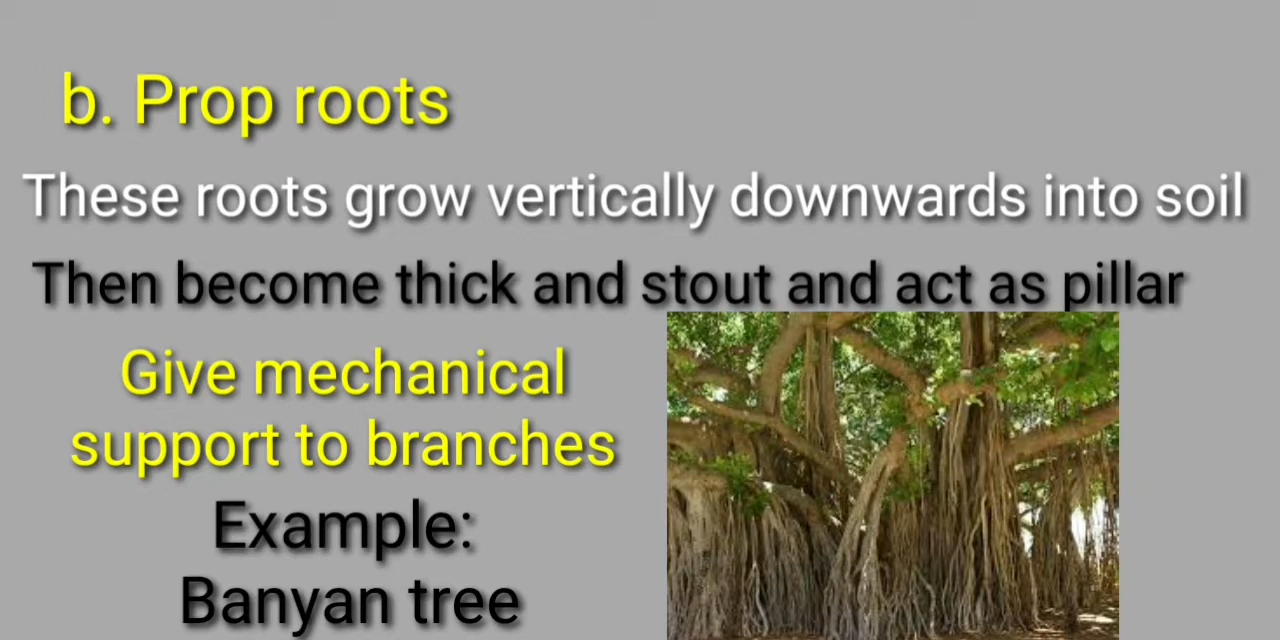 b. Prop roots
These roots grow vertically downwards into soil
Then become thick and stout and act as pillar
Give mechanical
support to branches
Example:
Banyan tree